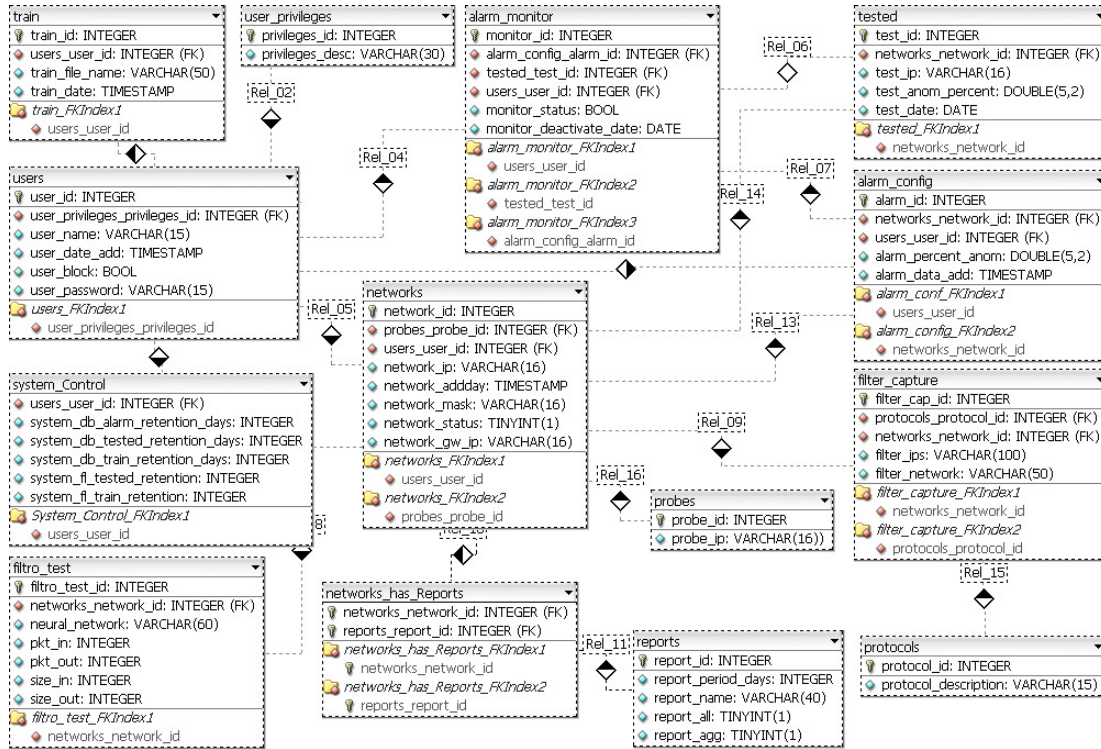 train
train_id: INTEGER
users_user_id: INTEGER (FK)
train_file_name: VARCHAR(50)
train_date: TIMESTAMP
train_FKIndex1
users_user_id
user_privileges
privileges_id: INTEGER
privileges_desc: VARCHAR(30)
alarm_monitor
monitor_id: INTEGER
alarm_config_alarm_id: INTEGER (FK)
tested_test_id: INTEGER (FK)
users_user_id: INTEGER (FK)
monitor_status: BOOL
monitor_deactivate_date: DATE
alarm_monitor_FKIndex1
users_user_id
alarm_monitor_FKIndex2
tested_test_id
alarm_monitor_FKIndex3
alarm_config_alarm_id
tested
test_id: INTEGER
networks_network_id: INTEGER (FK)
test_ip: VARCHAR(16)
test_anom_percent: DOUBLE(5,2)
test_date: DATE
tested_FKIndex1
networks_network_id
Rel_06
Rel_02
Rel_04
Rel_07
Rel_14
users
user_id: INTEGER
user_privileges_privileges_id: INTEGER (FK)
user_name: VARCHAR(15)
user_date_add: TIMESTAMP
user_block: BOOL
user_password: VARCHAR(15)
users_FKIndex1
user_privileges_privileges_id
alarm_config
alarm_id: INTEGER
networks_network_id: INTEGER (FK)
users_user_id: INTEGER (FK)
alarm_percent_anom: DOUBLE(5,2)
alarm_data_add: TIMESTAMP
alarm_conf_FKIndex1
users_user_id
alarm_config_FKIndex2
networks_network_id
Rel_05
Rel_13
networks
network_id: INTEGER
probes_probe_id: INTEGER (FK)
users_user_id: INTEGER (FK)
network_ip: VARCHAR(16)
network_addday: TIMESTAMP
network_mask: VARCHAR(16)
network_status: TINYINT(1)
network_gw_ip: VARCHAR(16)
networks_FKIndex1
users_user_id
networks_FKIndex2
probes_probe_id
system_Control
users_user_id: INTEGER (FK)
system_db_alarm_retention_days: INTEGER
system_db_tested_retention_days: INTEGER
system_db_train_retention_days: INTEGER
system_fl_tested_retention: INTEGER
system_fl_train_retention: INTEGER
System_Control_FKIndex1
users_user_id
filter_capture
filter_cap_id: INTEGER
protocols_protocol_id: INTEGER (FK)
networks_network_id: INTEGER (FK)
filter_ips: VARCHAR(100)
filter_network: VARCHAR(50)
filter_capture_FKIndex1
networks_network_id
filter_capture_FKIndex2
protocols_protocol_id
Rel_09
Rel_16
probes
probe_id: INTEGER
probe_ip: VARCHAR(16))
8
filtro_test
filtro_test_id: INTEGER
networks_network_id: INTEGER (FK)
neural_network: VARCHAR(60)
pkt_in: INTEGER
pkt_out: INTEGER
size_in: INTEGER
size_out: INTEGER
filtro_test_FKIndex1
networks_network_id
networks_has_Reports
networks_network_id: INTEGER (FK)
reports_report_id: INTEGER (FK)
networks_has_Reports_FKIndex1
networks_network_id
networks_has_Reports_FKIndex2
reports_report_id
Rel_11
reports
report_id: INTEGER
report_period_days: INTEGER
report_name: VARCHAR(40)
report_all: TINYINT(1)
report_agg: TINYINT(1)
Rel_15
protocols
protocol_id: INTEGER
protocol_description: VARCHAR(15)